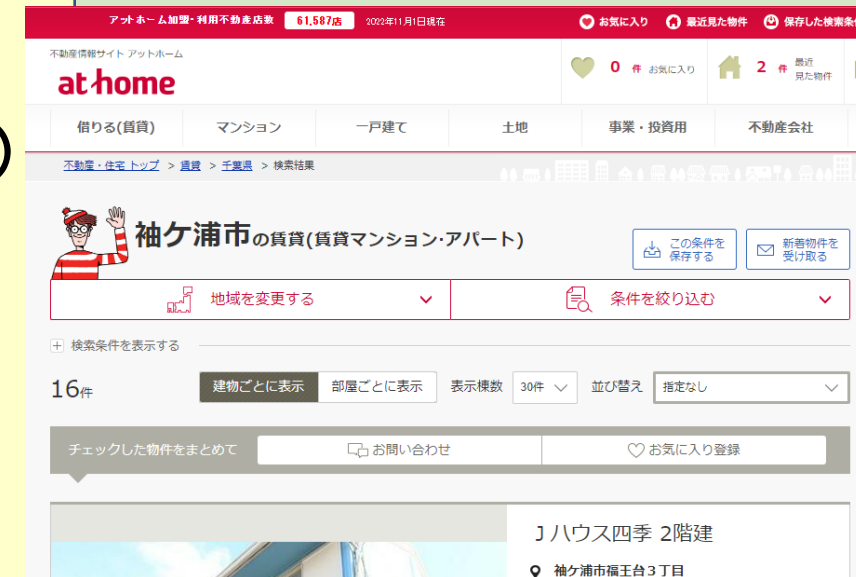 アットホーム加盟・利用不動産店数 61,587店 2022年11月1日現在 お気に入り 最近見た物件 保存した検索条
不動産情報サイト アットホーム
at home
0 件 お気に入り 2 件 最近見た物件
借りる(賃貸) マンション 一戸建て 土地 事業・投資用 不動産会社
不動産・住宅 トップ > 賃貸 > 千葉県 > 検索結果
袖ケ浦市の賃貸(賃貸マンション・アパート)
この条件を保存する 新着物件を受け取る
地域を変更する 条件を絞り込む
検索条件を表示する
16件 建物ごとに表示 部屋ごとに表示 表示棟数 30件 並び替え 指定なし
チェックした物件をまとめて お問い合わせ お気に入り登録
Jハウス四季 2階建
袖ケ浦市福王台3丁目